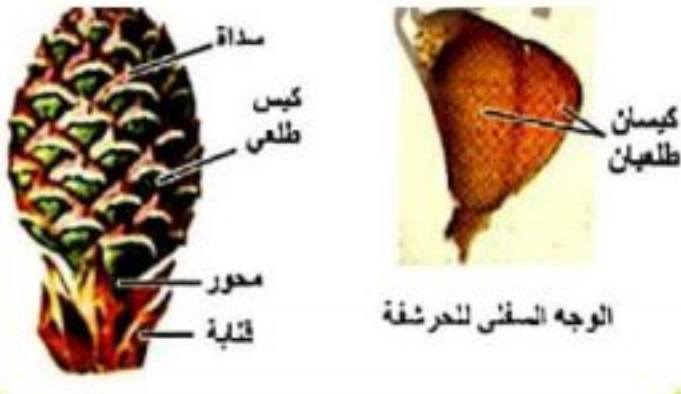 سداة
كيس
طلعي
محور
قنابة
كيسان
طلعيان
الوجه السفلي للحرشفة